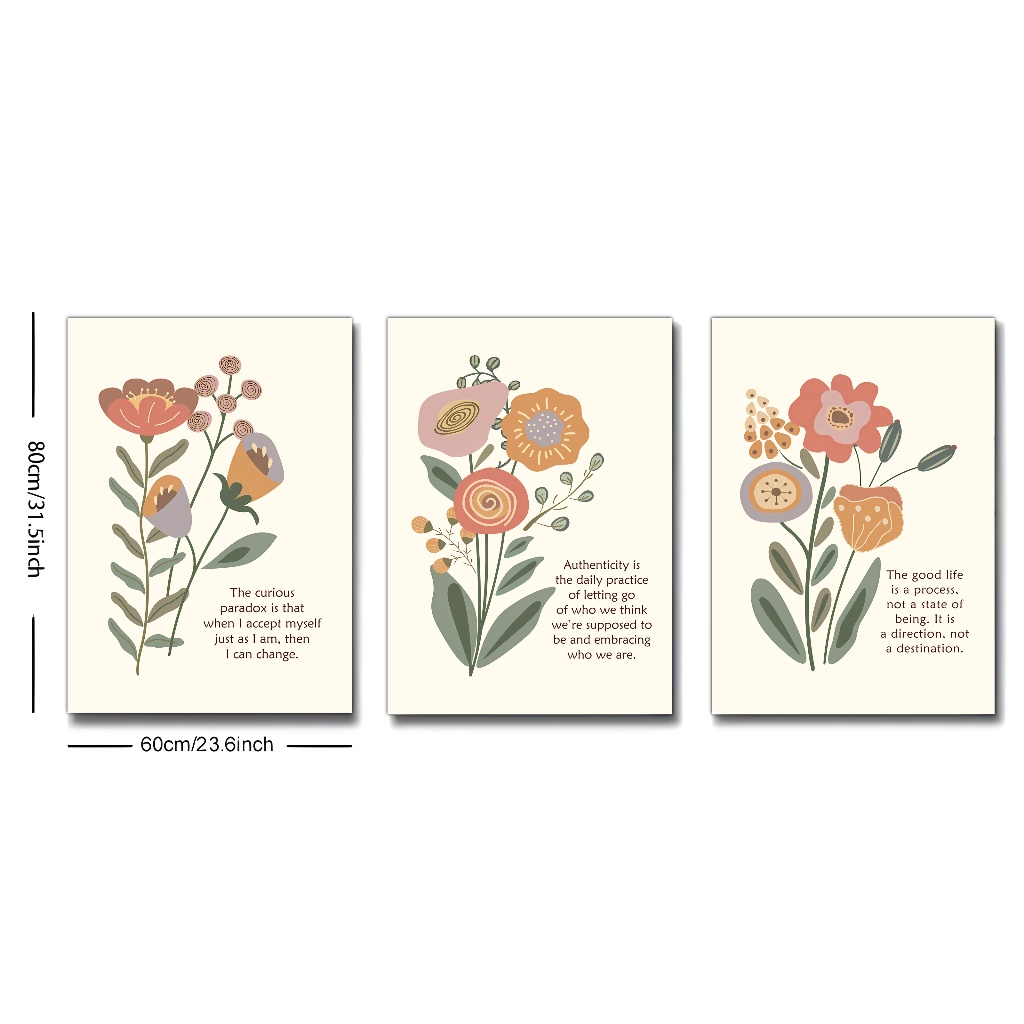 80cm/31.5inch
The curious
paradox is that
when I accept myself
just as I am, then
I can change.
Authenticity is
the daily practice
of letting go
of who we think
we're supposed to
be and embracing
who we are.
The good life
is a process,
not a state of
being. It is
a direction, not
a destination.
60cm/23.6inch